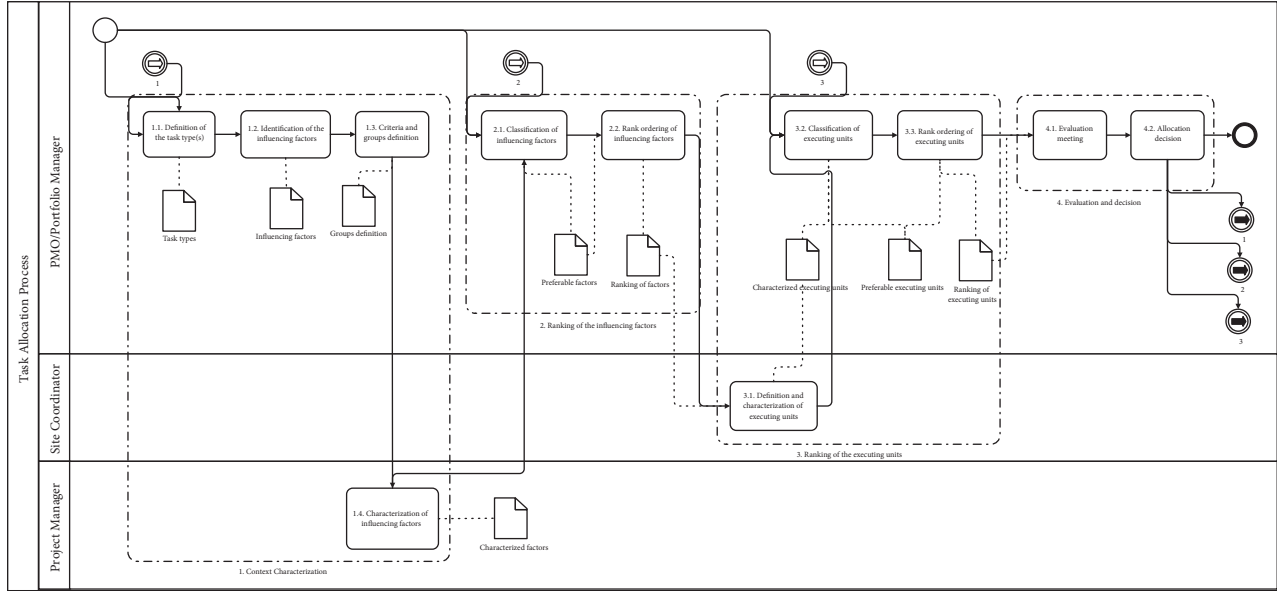 Task Allocation Process
PMO/Portfolio Manager
1
1.1. Definition of
the task type(s)
1.2. Identification of the
influencing factors
1.3. Criteria and
groups definition
Task types
Influencing factors
Groups definition
2
2.1. Classification of
influencing factors
2.2. Rank ordering of
influencing factors
Preferable factors
Ranking of factors
2. Ranking of the influencing factors
3
3.2. Classification of
executing units
3.3. Rank ordering of
executing units
Characterized executing units
Preferable executing units
Ranking of
executing units
4.1. Evaluation
meeting
4.2. Allocation
decision
4. Evaluation and decision
1
2
3
Site Coordinator
3.1. Definition and
characterization of
executing units
3. Ranking of the executing units
Project Manager
1.4. Characterization of
influencing factors
Characterized factors
1. Context Characterization